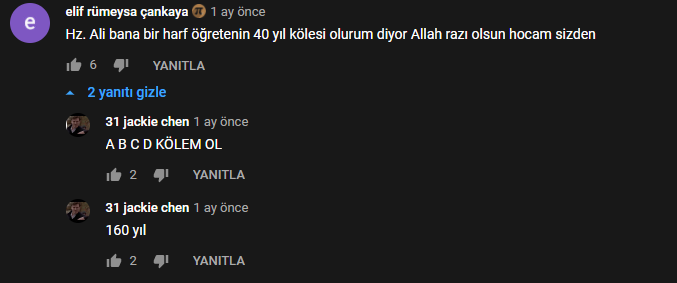 e
elif rümeysa çankaya 1 ay önce
Hz. Ali bana bir harf öğretenin 40 yıl kölesi olurum diyor Allah razı olsun hocam sizden
6 YANITLA
2 yanıtı gizle
31 jackie chen 1 ay önce
A B C D KÖLEM OL
2 YANITLA
31 jackie chen 1 ay önce
160 yıl
2 YANITLA